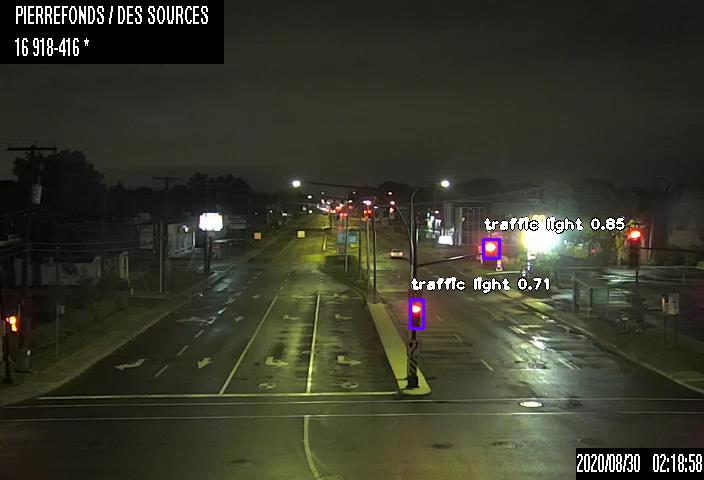 PIERREFONDS / DES SOURCES
16 918-416 *
traffic light 0.85
traffic light 0.71
2020/08/30 02:18:58